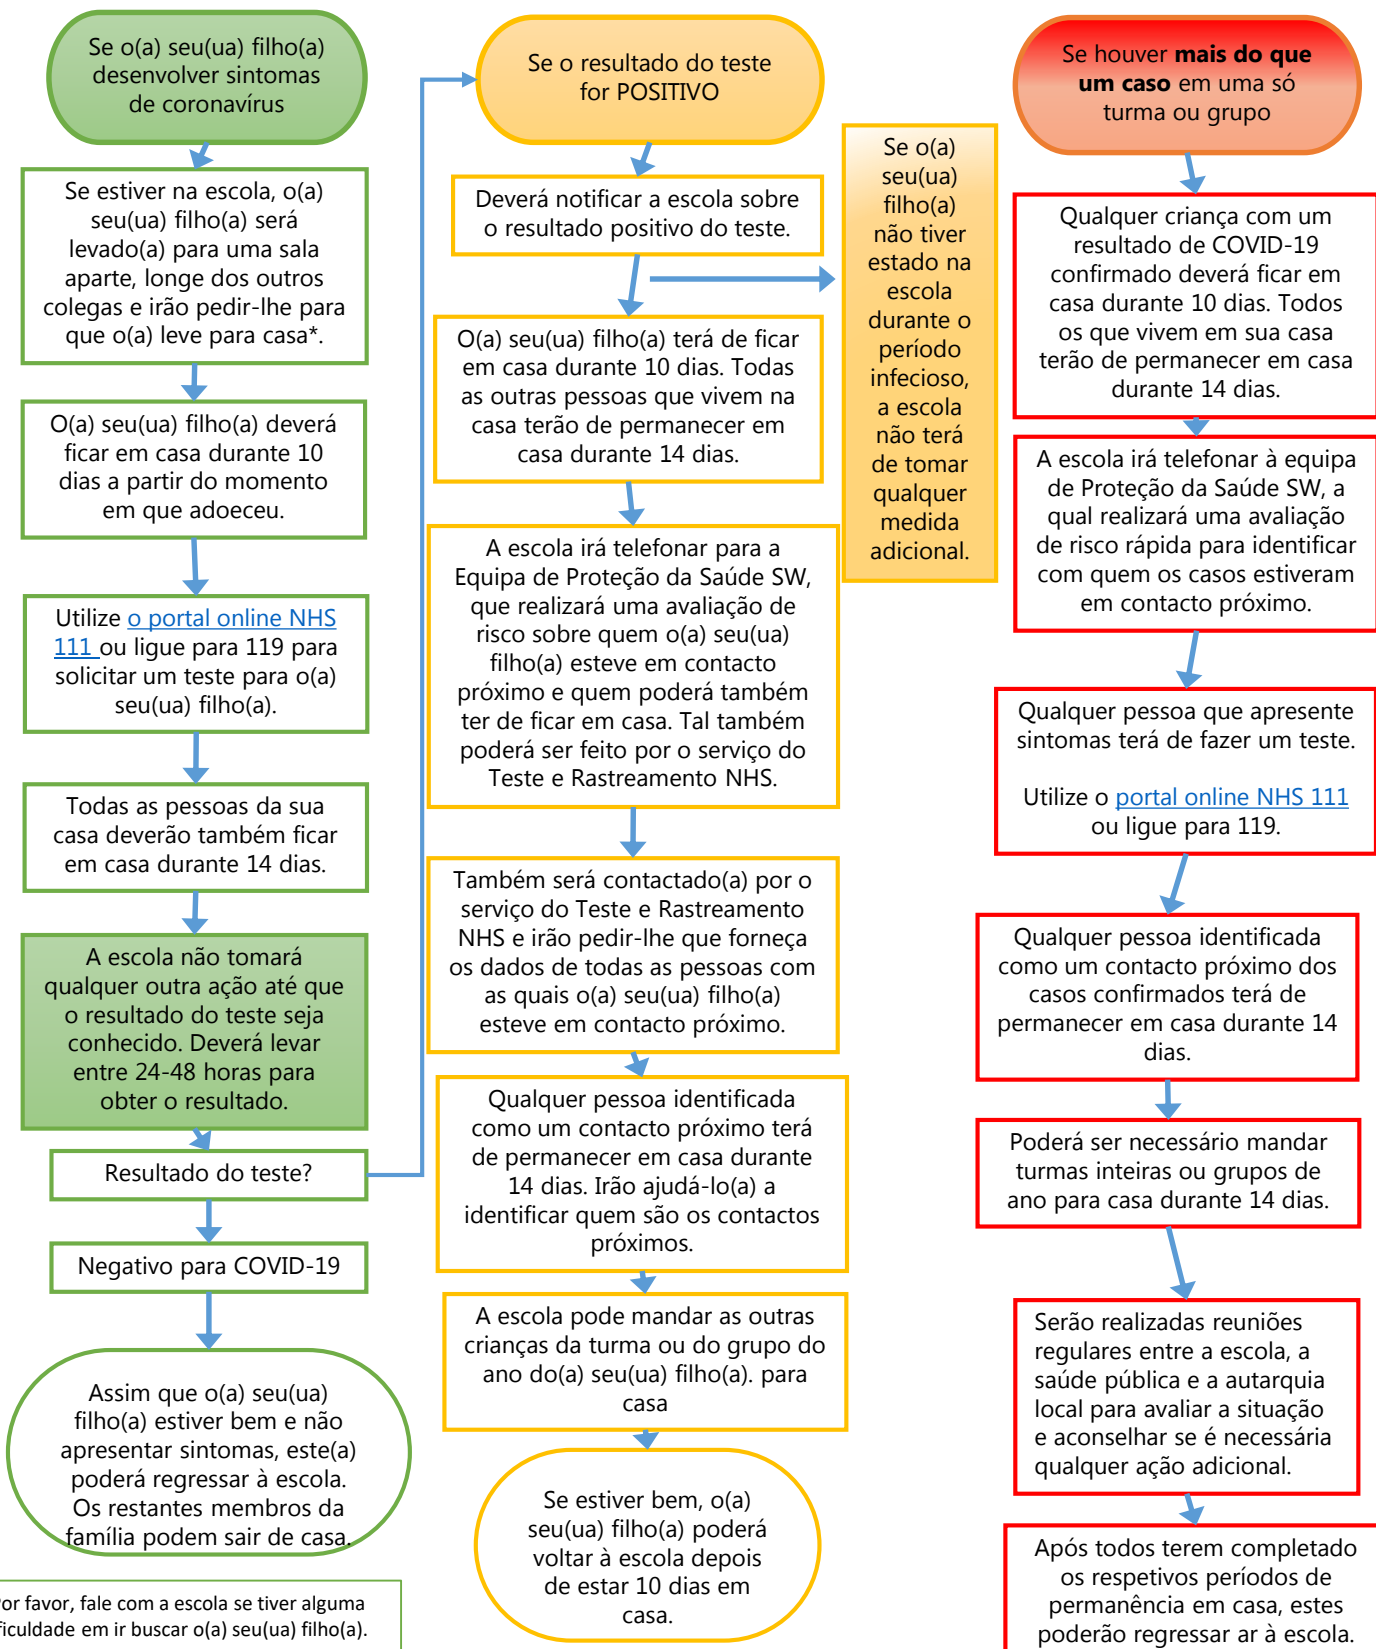 Se o(a) seu(ua) filho(a)
desenvolver sintomas
de coronavírus
Se estiver na escola, o(a)
seu(ua) filho(a) será
levado(a) para uma sala
aparte, longe dos outros
colegas e irão pedir-lhe para
que o(a) leve para casa*.
O(a) seu(ua) filho(a) deverá
ficar em casa durante 10
dias a partir do momento
em que adoeceu.
Utilize o portal online NHS
111 ou ligue para 119 para
solicitar um teste para o(a)
seu(ua) filho(a).
Todas as pessoas da sua
casa deverão também ficar
em casa durante 14 dias.
A escola não tomará
qualquer outra ação até que
o resultado do teste seja
conhecido. Deverá levar
entre 24-48 horas para
obter o resultado.
Resultado do teste?
Negativo para COVID-19
Assim que o(a) seu(ua)
filho(a) estiver bem e não
apresentar sintomas, este(a)
poderá regressar à escola.
Os restantes membros da
família podem sair de casa.
Por favor, fale com a escola se tiver alguma
ficuldade em ir buscar o(a) seu(ua) filho(a).
Se o resultado do teste
for POSITIVO
Deverá notificar a escola sobre
o resultado positivo do teste.
O(a) seu(ua) filho(a) terá de ficar
em casa durante 10 dias. Todas
as outras pessoas que vivem na
casa terão de permanecer em
casa durante 14 dias.
A escola irá telefonar para a
Equipa de Proteção da Saúde SW,
que realizará uma avaliação de
risco sobre quem o(a) seu(ua)
filho(a) esteve em contacto
próximo e quem poderá também
ter de ficar em casa. Tal também
poderá ser feito por o serviço do
Teste e Rastreamento NHS.
Também será contactado(a) por o
serviço do Teste e Rastreamento
NHS e irão pedir-lhe que forneça
os dados de todas as pessoas com
as quais o(a) seu(ua) filho(a)
esteve em contacto próximo.
Qualquer pessoa identificada
como um contacto próximo terá
de permanecer em casa durante
14 dias. Irão ajudá-lo(a) a
identificar quem são os contactos
próximos.
A escola pode mandar as outras
crianças da turma ou do grupo do
ano do(a) seu(ua) filho(a). para
casa
Se estiver bem, o(a)
seu(ua) filho(a) poderá
voltar à escola depois
de estar 10 dias em
casa.
Se o(a)
seu(ua)
filho(a)
não tiver
estado na
escola
durante o
período
infecioso,
a escola
não terá
de tomar
qualquer
medida
adicional.
Se houver mais do que
um caso em uma só
turma ou grupo
Qualquer criança com um
resultado de COVID-19
confirmado deverá ficar em
casa durante 10 dias. Todos
os que vivem em sua casa
terão de permanecer em casa
durante 14 dias.
A escola irá telefonar à equipa
de Proteção da Saúde SW, a
qual realizará uma avaliação
de risco rápida para identificar
com quem os casos estiveram
em contacto próximo.
Qualquer pessoa que apresente
sintomas terá de fazer um teste.
Utilize o portal online NHS 111
ou ligue para 119.
Qualquer pessoa identificada
como um contacto próximo dos
casos confirmados terá de
permanecer em casa durante 14
dias.
Poderá ser necessário mandar
turmas inteiras ou grupos de
ano para casa durante 14 dias.
Serão realizadas reuniões
regulares entre a escola, a
saúde pública e a autarquia
local para avaliar a situação
e aconselhar se é necessária
qualquer ação adicional.
Após todos terem completado
os respetivos períodos de
permanência em casa, estes
poderão regressar ar à escola.